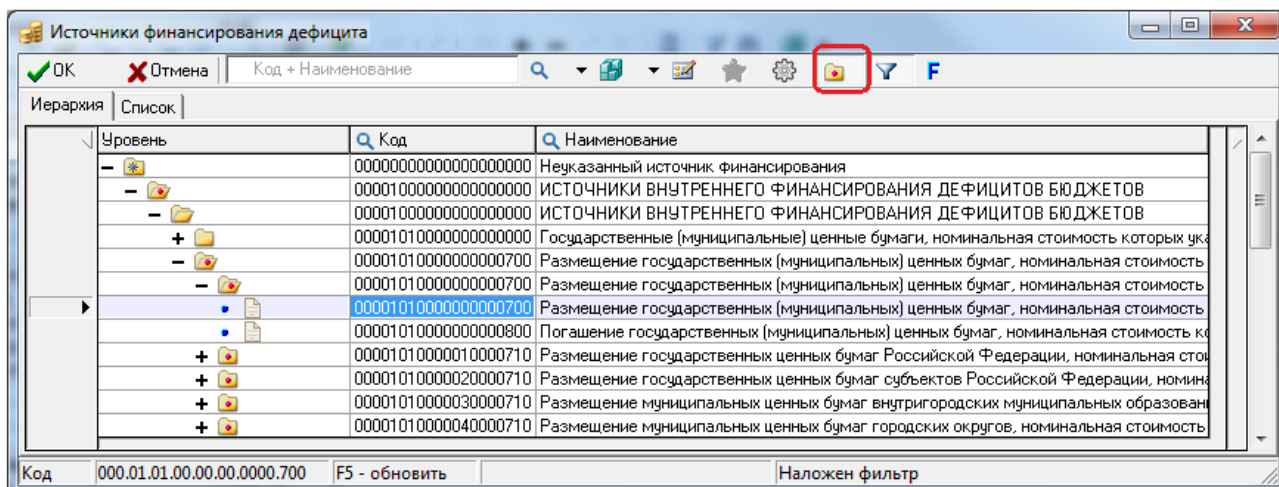 Источники финансирования дефицита
OK Отмена Код + Наименование F
Иерархия Список
Уровень Код Наименование
00000000000000000000 Неуказанный источник финансирования
00001000000000000000 ИСТОЧНИКИ ВНУТРЕННЕГО ФИНАНСИРОВАНИЯ ДЕФИЦИТОВ БЮДЖЕТОВ
00001000000000000000 ИСТОЧНИКИ ВНУТРЕННЕГО ФИНАНСИРОВАНИЯ ДЕФИЦИТОВ БЮДЖЕТОВ
00001010000000000000 Государственные (муниципальные) ценные бумаги, номинальная стоимость которых ука
00001010000000000700 Размещение государственных (муниципальных) ценных бумаг, номинальная стоимость
00001010000000000700 Размещение государственных (муниципальных) ценных бумаг, номинальная стоимость
00001010000000000700 Размещение государственных (муниципальных) ценных бумаг, номинальная стоимость
00001010000000000800 Погашение государственных (муниципальных) ценных бумаг, номинальная стоимость ко
00001010000010000710 Размещение государственных ценных бумаг Российской Федерации, номинальная стои
00001010000020000710 Размещение государственных ценных бумаг субъектов Российской Федерации, номина
00001010000030000710 Размещение муниципальных ценных бумаг внутригородских муниципальных образован
00001010000040000710 Размещение муниципальных ценных бумаг городских округов, номинальная стоимость
Код 000.01.01.00.00.00.0000.700 F5 - обновить Наложен фильтр